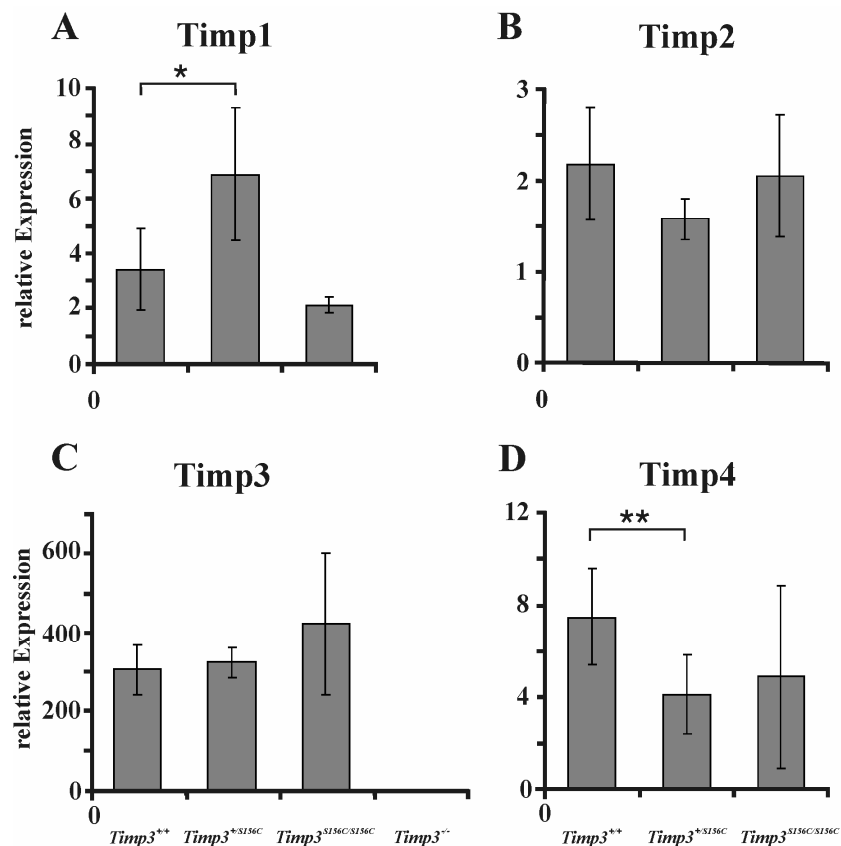 A
Timp1
relative Expression
10
8
6
4
2
0
0
*
B
Timp2
3
2
1
0
0
C
Timp3
relative Expression
600
400
200
0
0
Timp3+/+
Timp3+/S156C
Timp3S156C/S156C
Timp3-/-
D
Timp4
12
8
4
0
0
**
Timp3+/+
Timp3+/S156C
Timp3S156C/S156C